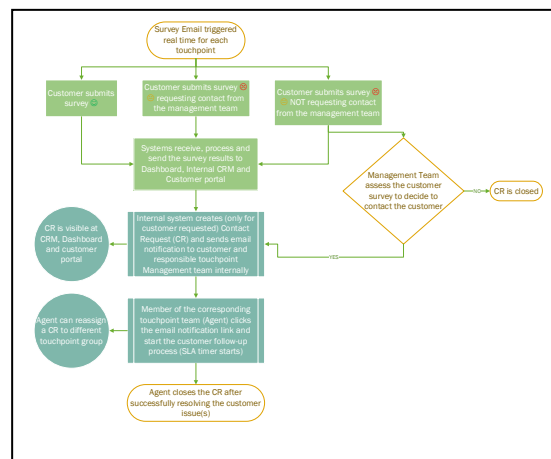 Survey Email triggered
real time for each
touchpoint
Customer submits
survey 🙂
Customer submits survey ☹
😐 requesting contact from
the management team
Customer submits survey ☹
😐 NOT requesting contact
from the management team
Systems receive, process and
send the survey results to
Dashboard, Internal CRM and
Customer portal
Management Team
assess the customer
survey to decide to
contact the customer
NO
CR is closed
YES
CR is visible at
CRM, Dashboard
and customer
portal
Internal system creates (only for
customer requested) Contact
Request (CR) and sends email
notification to customer and
responsible touchpoint
Management team internally
Agent can reassign
a CR to different
touchpoint group
Member of the corresponding
touchpoint team (Agent) clicks
the email notification link and
start the customer follow-up
process (SLA timer starts)
Agent closes the CR after
successfully resolving the customer
issue(s)